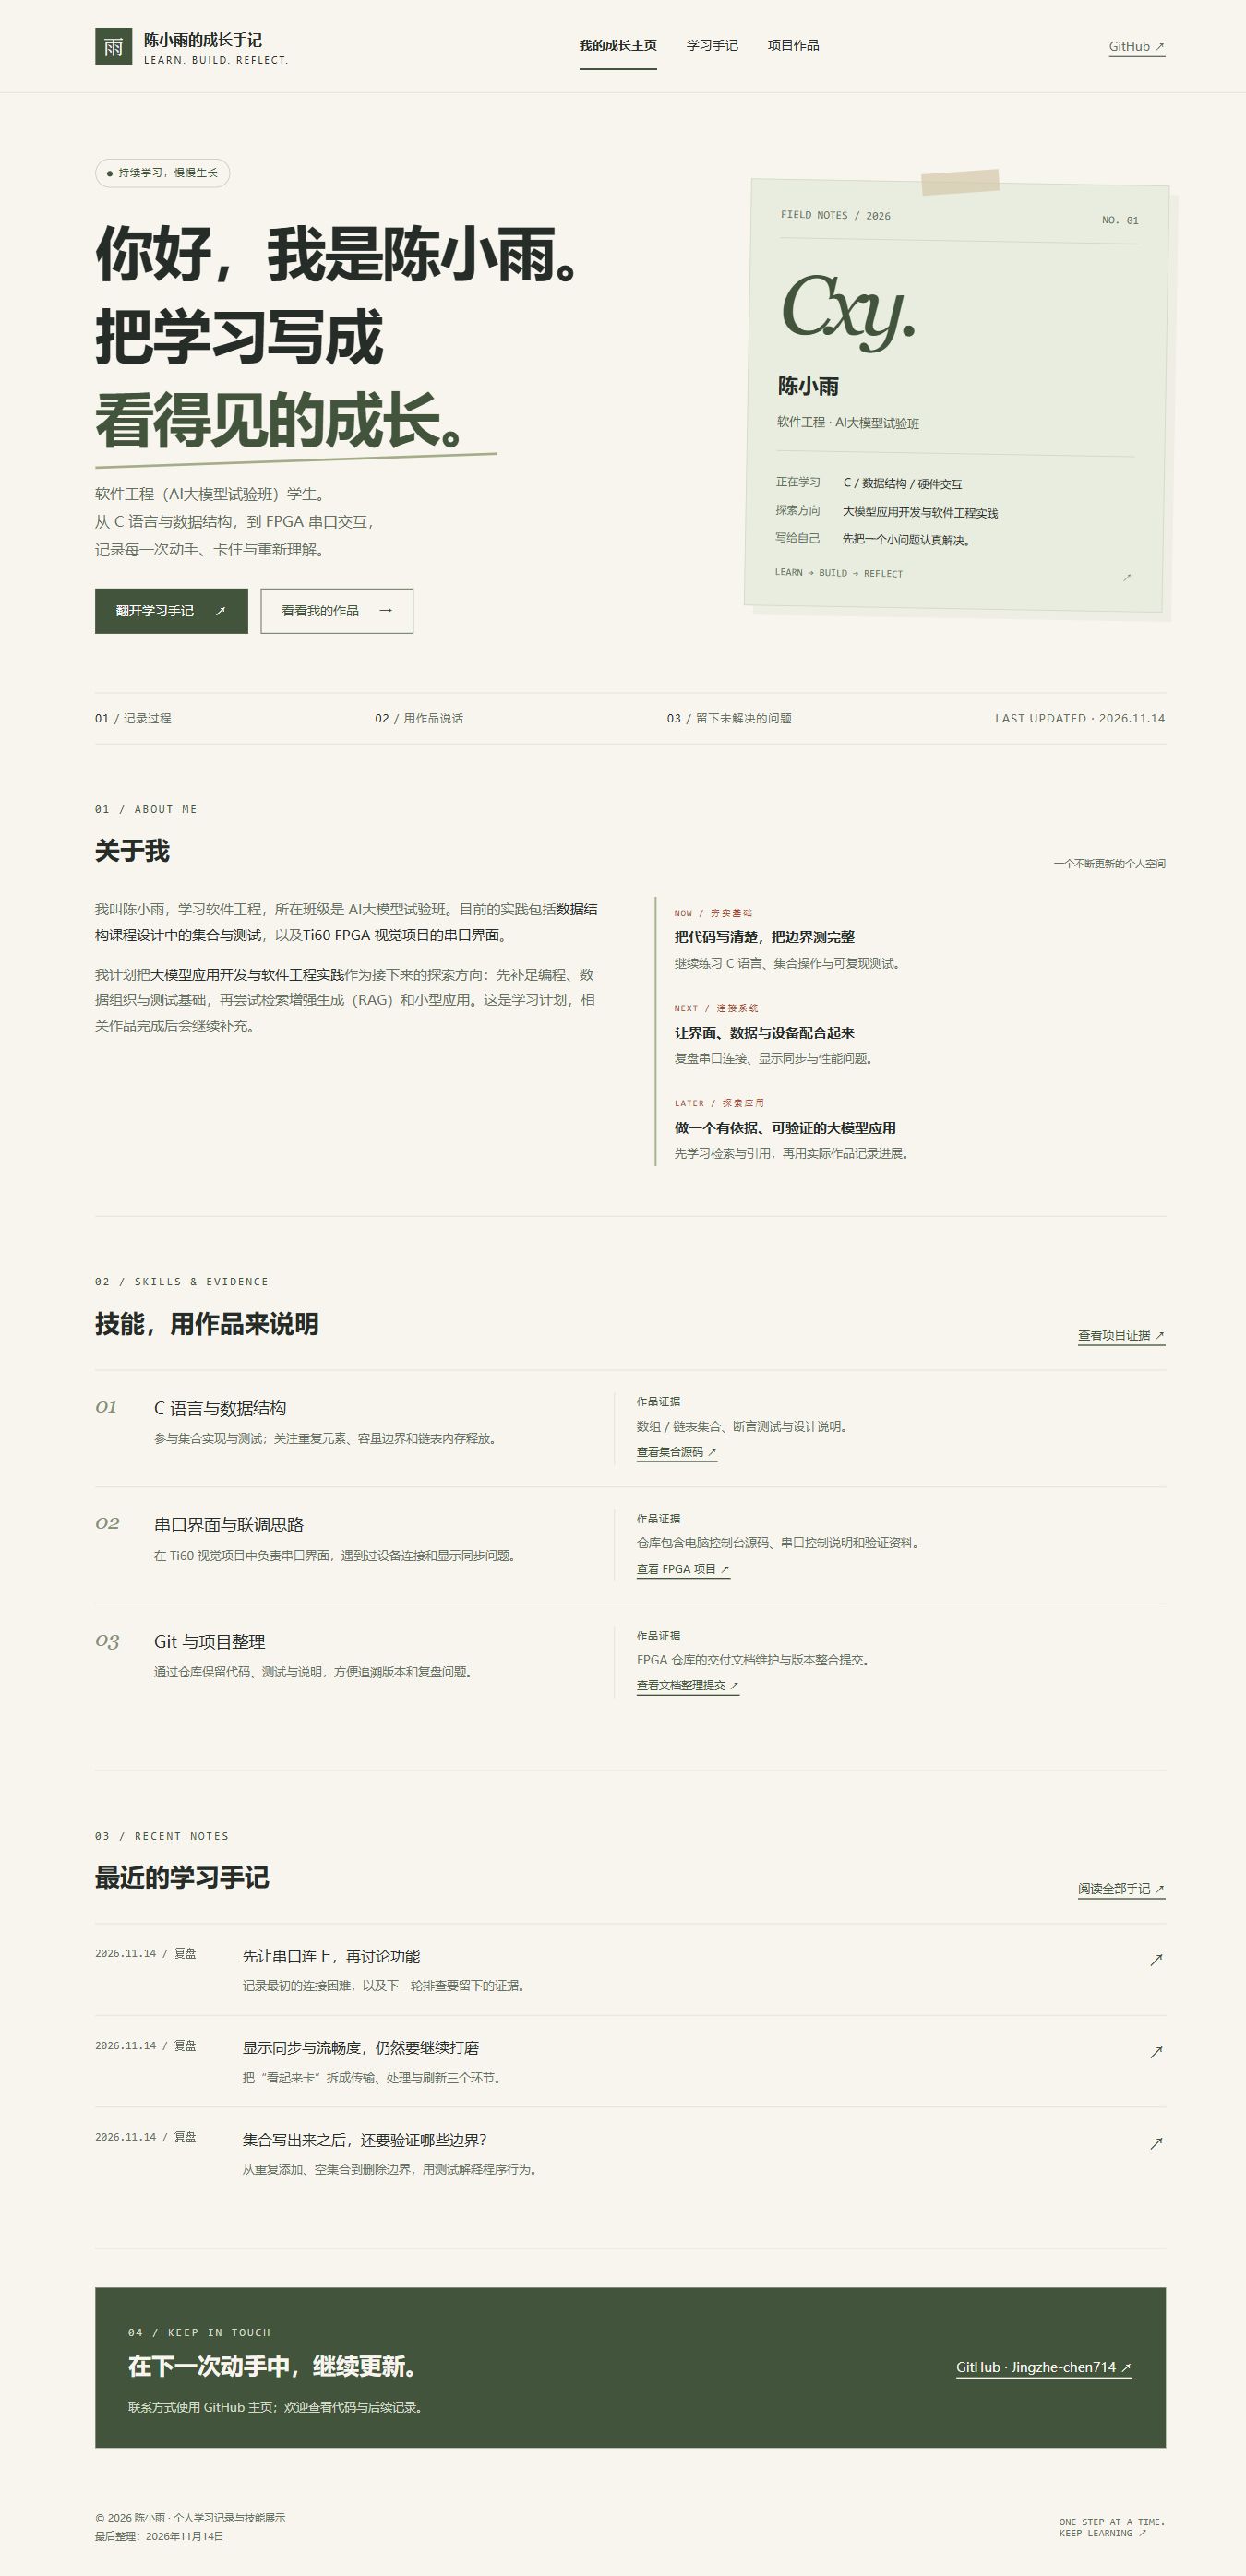 雨
陈小雨的成长手记
LEARN. BUILD. REFLECT.
我的成长主页
学习手记
项目作品
GitHub ↗
持续学习，慢慢生长
你好，我是陈小雨。
把学习写成
看得见的成长。
软件工程（AI大模型试验班）学生。
从 C 语言与数据结构，到 FPGA 串口交互，
记录每一次动手、卡住与重新理解。
翻开学习手记 ↗
看看我的作品 →
FIELD NOTES / 2026
NO. 01
Cxy.
陈小雨
软件工程 · AI大模型试验班
正在学习 C / 数据结构 / 硬件交互
探索方向 大模型应用开发与软件工程实践
写给自己 先把一个小问题认真解决。
LEARN → BUILD → REFLECT
↗
01 / 记录过程
02 / 用作品说话
03 / 留下未解决的问题
LAST UPDATED · 2026.11.14
01 / ABOUT ME
关于我
一个不断更新的个人空间
我叫陈小雨，学习软件工程，所在班级是 AI大模型试验班。目前的实践包括数据结
构课程设计中的集合与测试，以及Ti60 FPGA 视觉项目的串口界面。
我计划把大模型应用开发与软件工程实践作为接下来的探索方向：先补足编程、数
据组织与测试基础，再尝试检索增强生成（RAG）和小型应用。这是学习计划，相
关作品完成后会继续补充。
NOW / 夯实基础
把代码写清楚，把边界测完整
继续练习 C 语言、集合操作与可复现测试。
NEXT / 连接系统
让界面、数据与设备配合起来
复盘串口连接、显示同步与性能问题。
LATER / 探索应用
做一个有依据、可验证的大模型应用
先学习检索与引用，再用实际作品记录进展。
02 / SKILLS & EVIDENCE
技能，用作品来说明
查看项目证据 ↗
01
C 语言与数据结构
参与集合实现与测试；关注重复元素、容量边界和链表内存释放。
作品证据
数组 / 链表集合、断言测试与设计说明。
查看集合源码 ↗
02
串口界面与联调思路
在 Ti60 视觉项目中负责串口界面，遇到过设备连接和显示同步问题。
作品证据
仓库包含电脑控制台源码、串口控制说明和验证资料。
查看 FPGA 项目 ↗
03
Git 与项目整理
通过仓库保留代码、测试与说明，方便追溯版本和复盘问题。
作品证据
FPGA 仓库的交付文档维护与版本整合提交。
查看文档整理提交 ↗
03 / RECENT NOTES
最近的学习手记
阅读全部手记 ↗
2026.11.14 / 复盘
先让串口连上，再讨论功能
记录最初的连接困难，以及下一轮排查要留下的证据。
↗
2026.11.14 / 复盘
显示同步与流畅度，仍然要继续打磨
把“看起来卡”拆成传输、处理与刷新三个环节。
↗
2026.11.14 / 复盘
集合写出来之后，还要验证哪些边界？
从重复添加、空集合到删除边界，用测试解释程序行为。
↗
04 / KEEP IN TOUCH
在下一次动手中，继续更新。
联系方式使用 GitHub 主页；欢迎查看代码与后续记录。
GitHub · Jingzhe-chen714 ↗
© 2026 陈小雨 · 个人学习记录与技能展示
最后整理：2026年11月14日
ONE STEP AT A TIME.
KEEP LEARNING ↗